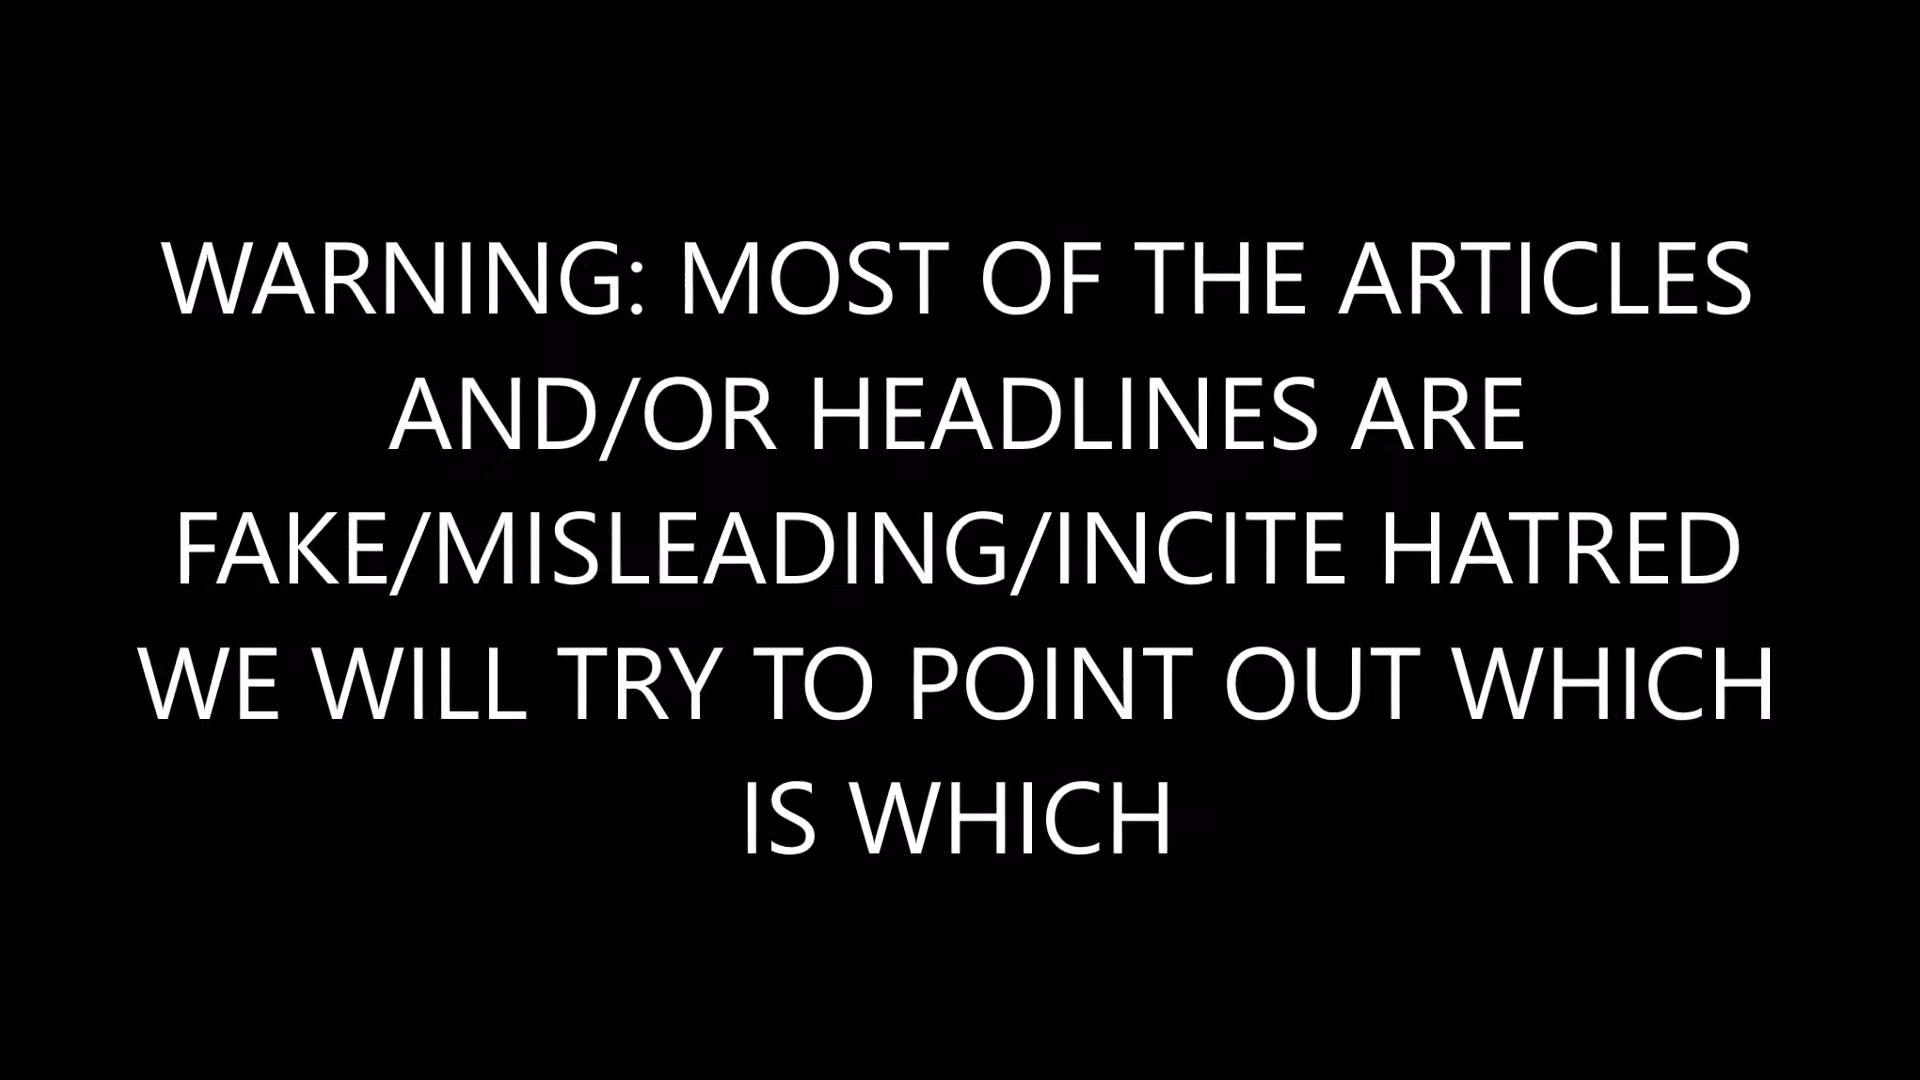 WARNING: MOST OF THE ARTICLES
AND/OR HEADLINES ARE
FAKE/MISLEADING/INCITE HATRED
WE WILL TRY TO POINT OUT WHICH
IS WHICH